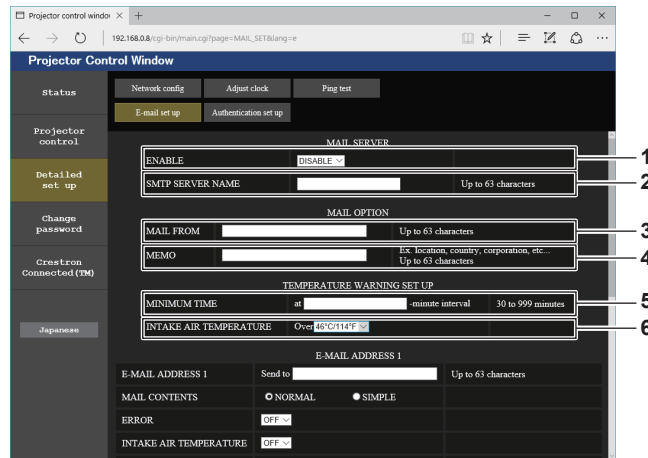 Projector control window
192.168.0.8/cgi-bin/main.cgi?page=MAIL_SET&lang=e
Projector Control Window
Status
Network config
Adjust clock
Ping test
E-mail set up
Authentication set up
Projector control
Detailed set up
Change password
Crestron Connected(TM)
Japanese
MAIL SERVER
ENABLE DISABLE 1
SMTP SERVER NAME Up to 63 characters 2
MAIL OPTION
MAIL FROM Up to 63 characters 3
MEMO Ex. location, country, corporation, etc... 4
Up to 63 characters
TEMPERATURE WARNING SET UP
MINIMUM TIME at -minute interval 30 to 999 minutes 5
INTAKE AIR TEMPERATURE Over 46°C/114°F 6
E-MAIL ADDRESS 1
E-MAIL ADDRESS 1 Send to Up to 63 characters
MAIL CONTENTS NORMAL SIMPLE
ERROR OFF
INTAKE AIR TEMPERATURE OFF